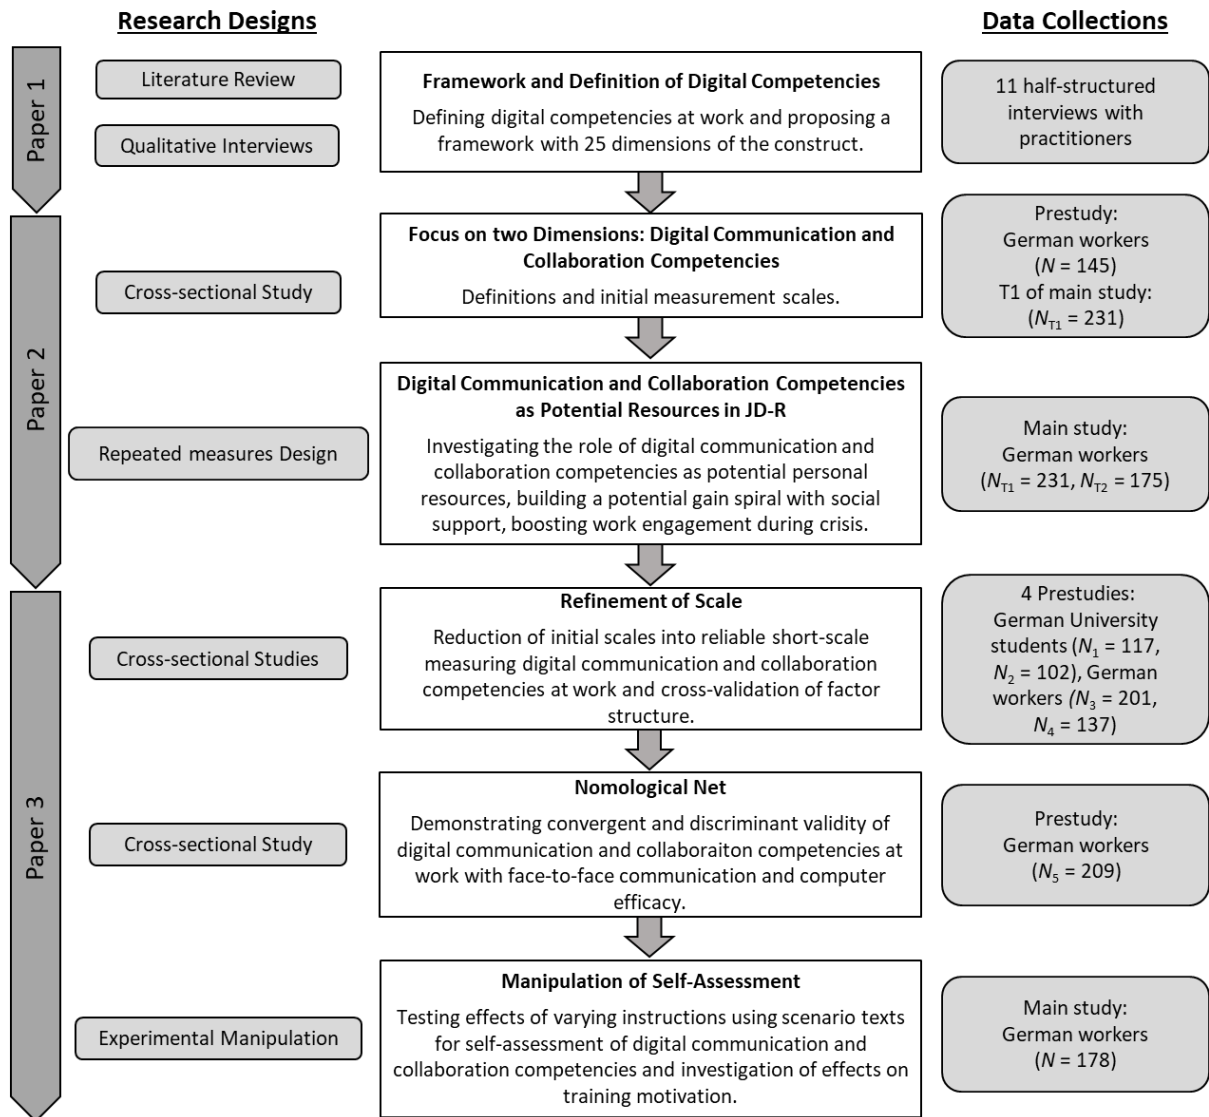 Research Designs
Data Collections
Paper 1
Literature Review
Qualitative Interviews
Framework and Definition of Digital Competencies
Defining digital competencies at work and proposing a
framework with 25 dimensions of the construct.
11 half-structured
interviews with
practitioners
Paper 2
Cross-sectional Study
Focus on two Dimensions: Digital Communication and
Collaboration Competencies
Definitions and initial measurement scales.
Prestudy:
German workers
(N = 145)
T1 of main study:
(NT1 = 231)
Repeated measures Design
Digital Communication and Collaboration Competencies
as Potential Resources in JD-R
Investigating the role of digital communication and
collaboration competencies as potential personal
resources, building a potential gain spiral with social
support, boosting work engagement during crisis.
Main study:
German workers
(NT1 = 231, NT2 = 175)
Paper 3
Cross-sectional Studies
Refinement of Scale
Reduction of initial scales into reliable short-scale
measuring digital communication and collaboration
competencies at work and cross-validation of factor
structure.
4 Prestudies:
German University
students (N1 = 117,
N2 = 102), German
workers (N3 = 201,
N4 = 137)
Cross-sectional Study
Nomological Net
Demonstrating convergent and discriminant validity of
digital communication and collaboraiton competencies at
work with face-to-face communication and computer
efficacy.
Prestudy:
German workers
(N5 = 209)
Experimental Manipulation
Manipulation of Self-Assessment
Testing effects of varying instructions using scenario texts
for self-assessment of digital communication and
collaboration competencies and investigation of effects on
training motivation.
Main study:
German workers
(N = 178)